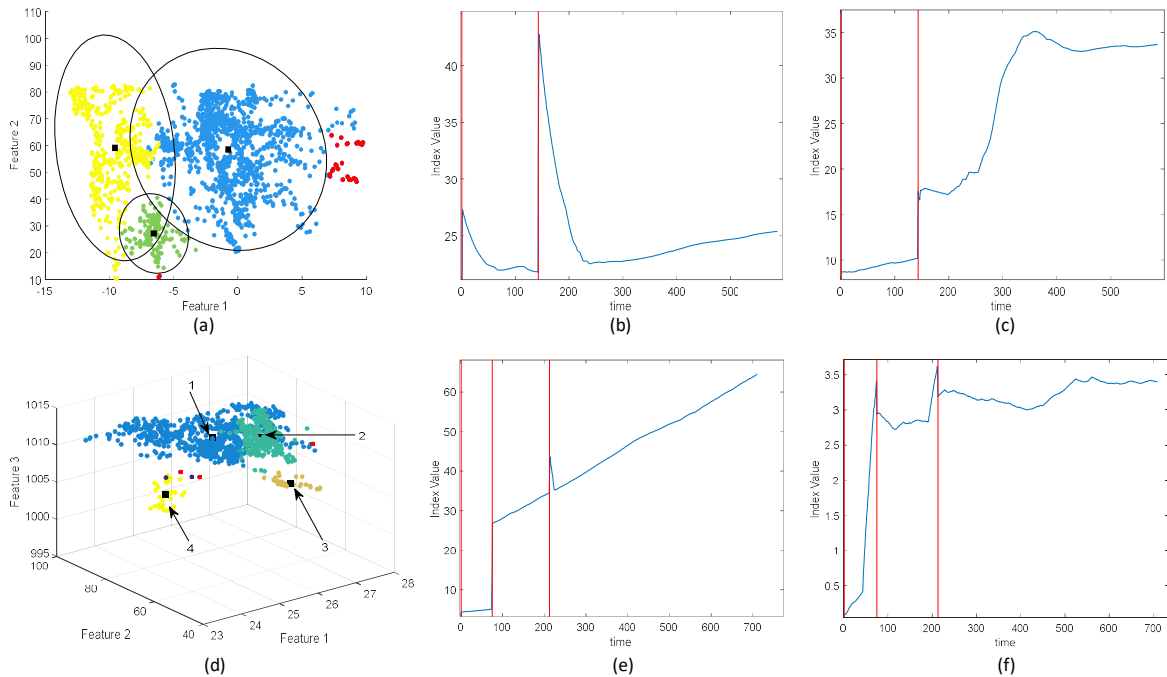 110
100
90
80
70
60
50
40
30
20
10
-15 -10 -5 0 5 10
Feature 2
Feature 1
(a)
40
35
30
25
0 100 200 300 400 500
Index Value
time
(b)
35
30
25
20
15
10
0 100 200 300 400 500
Index Value
time
(c)
1015
1010
1005
1000
995
100
80
60
40
23
24
25
26
27
28
Feature 3
Feature 2
Feature 1
1
2
3
4
(d)
60
50
40
30
20
10
0 100 200 300 400 500 600 700
Index Value
time
(e)
3.5
3
2.5
2
1.5
1
0.5
0 100 200 300 400 500 600 700
Index Value
time
(f)